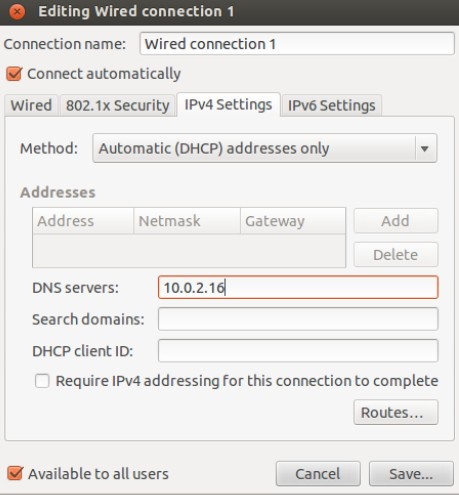 Editing Wired connection 1
Connection name: Wired connection 1
Connect automatically
Wired 802.1x Security IPv4 Settings IPv6 Settings
Method: Automatic (DHCP) addresses only
Addresses
Address Netmask Gateway Add
Delete
DNS servers: 10.0.2.16
Search domains:
DHCP client ID:
Require IPv4 addressing for this connection to complete
Routes...
Available to all users Cancel Save...